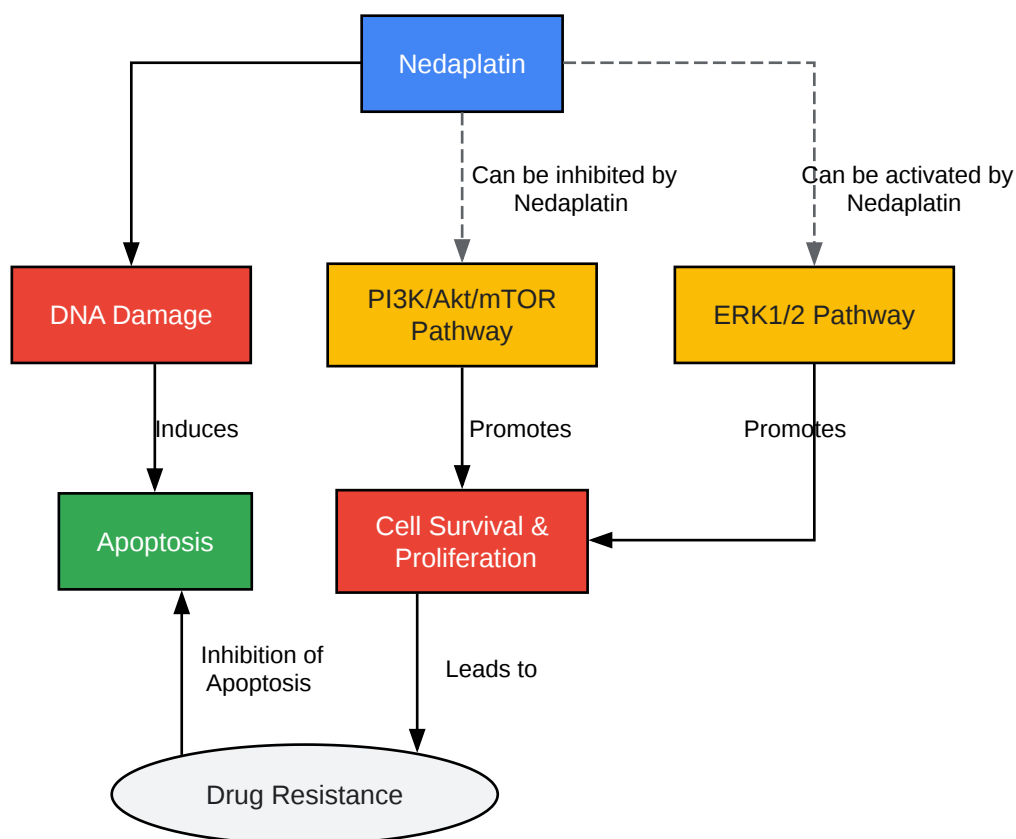 Nedaplatin
Can be inhibited by
Nedaplatin
Can be activated by
Nedaplatin
DNA Damage
PI3K/Akt/mTOR
Pathway
ERK1/2 Pathway
Induces
Promotes
Promotes
Apoptosis
Cell Survival &
Proliferation
Inhibition of
Apoptosis
Leads to
Drug Resistance